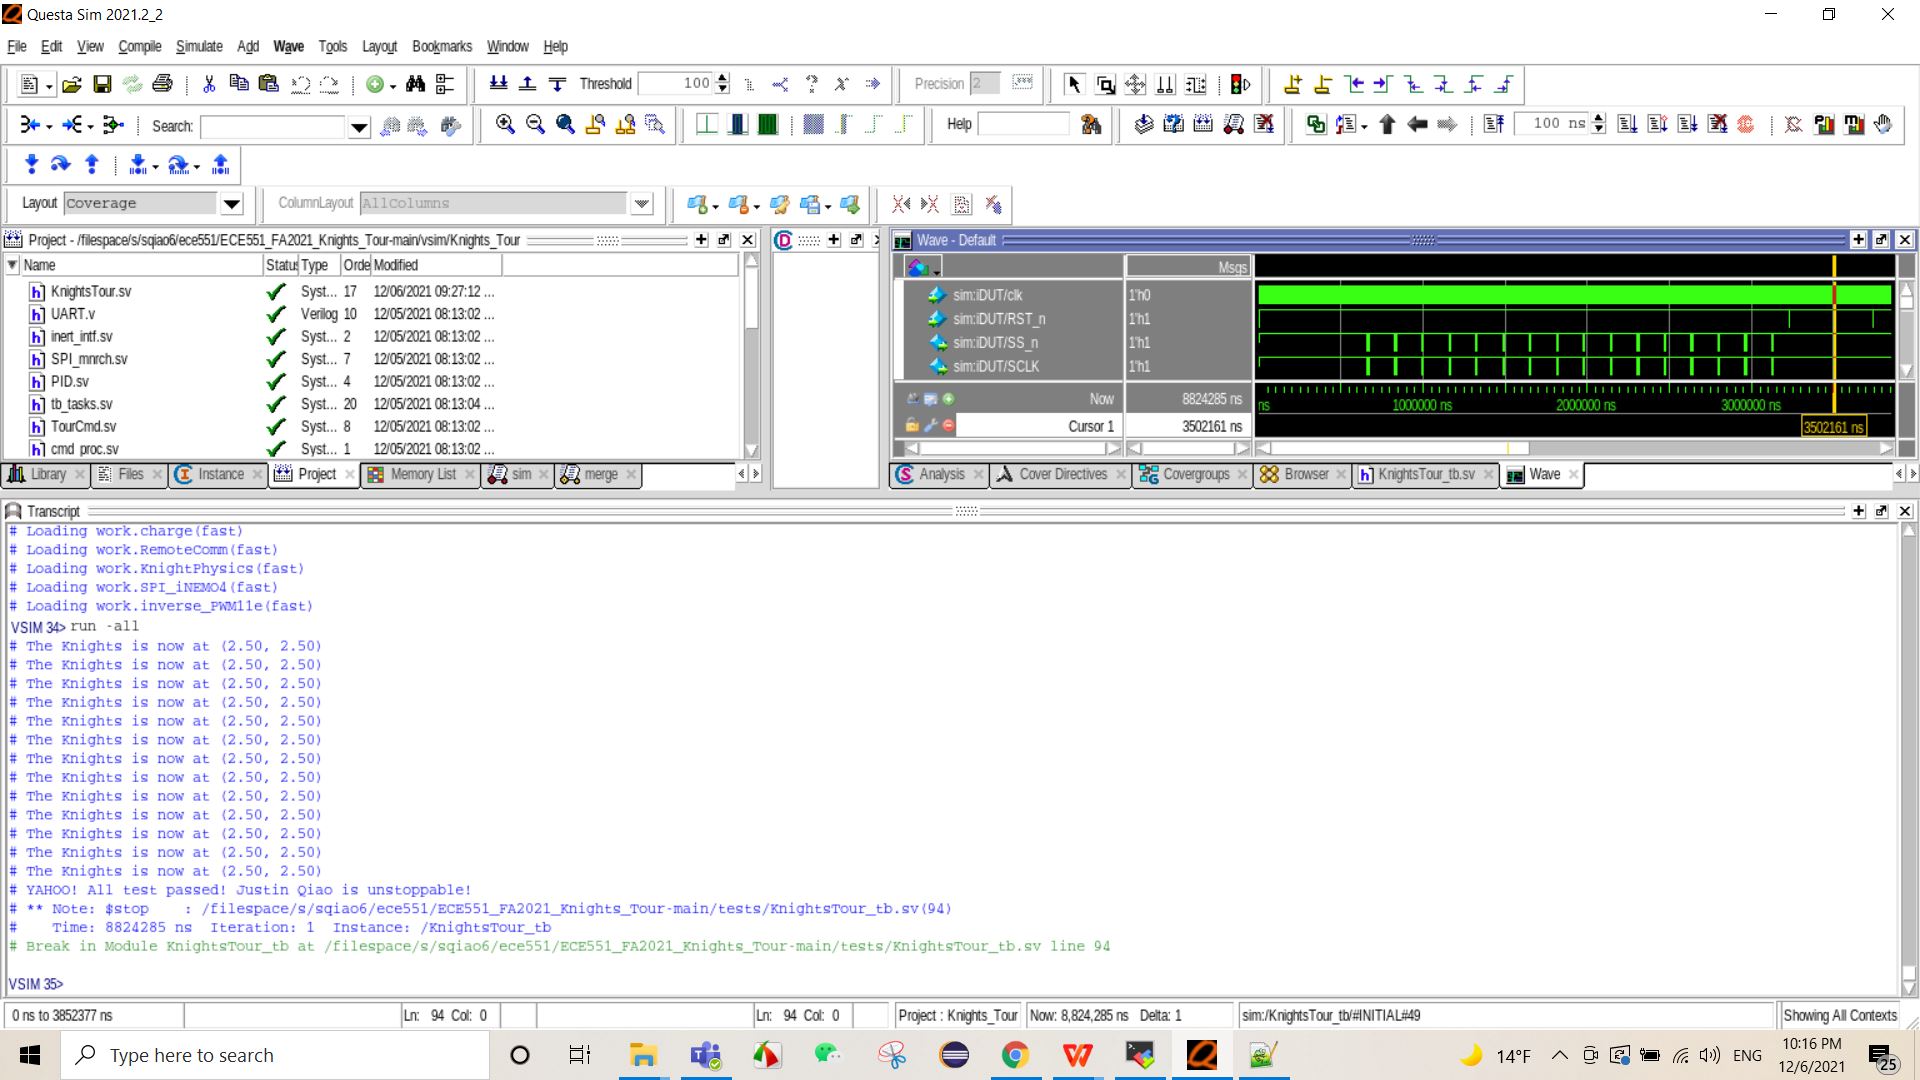 Questa Sim 2021.2_2
File Edit View Compile Simulate Add Wave Tools Layout Bookmarks Window Help
Threshold 100 Precision 2
Search: Help 100 ns
Layout Coverage ColumnLayout AllColumns
Project - /filespace/s/sqiao6/ece551/ECE551_FA2021_Knights_Tour-main/vsim/Knights_Tour
Name Status Type Orde Modified
KnightsTour.sv Syst... 17 12/06/2021 09:27:12 ...
UART.v Verilog 10 12/05/2021 08:13:02 ...
inert_intf.sv Syst... 2 12/05/2021 08:13:02 ...
SPI_mnrch.sv Syst... 7 12/05/2021 08:13:02 ...
PID.sv Syst... 4 12/05/2021 08:13:02 ...
tb_tasks.sv Syst... 20 12/05/2021 08:13:04 ...
TourCmd.sv Syst... 8 12/05/2021 08:13:02 ...
cmd_proc.sv Syst... 1 12/05/2021 08:13:02 ...
Library Files Instance Project Memory List sim merge
Wave - Default
Msgs
sim:iDUT/clk 1'h0
sim:iDUT/RST_n 1'h1
sim:iDUT/SS_n 1'h1
sim:iDUT/SCLK 1'h1
Now 8824285 ns ns 1000000 ns 2000000 ns 3000000 ns
Cursor 1 3502161 ns 3502161 ns
Analysis Cover Directives Covergroups Browser KnightsTour_tb.sv Wave
Transcript
# Loading work.charge(fast)
# Loading work.RemoteComm(fast)
# Loading work.KnightPhysics(fast)
# Loading work.SPI_iNEMO4(fast)
# Loading work.inverse_PWM11e(fast)
VSIM 34> run -all
# The Knights is now at (2.50, 2.50)
# The Knights is now at (2.50, 2.50)
# The Knights is now at (2.50, 2.50)
# The Knights is now at (2.50, 2.50)
# The Knights is now at (2.50, 2.50)
# The Knights is now at (2.50, 2.50)
# The Knights is now at (2.50, 2.50)
# The Knights is now at (2.50, 2.50)
# The Knights is now at (2.50, 2.50)
# The Knights is now at (2.50, 2.50)
# The Knights is now at (2.50, 2.50)
# The Knights is now at (2.50, 2.50)
# The Knights is now at (2.50, 2.50)
# YAHOO! All test passed! Justin Qiao is unstoppable!
# ** Note: $stop : /filespace/s/sqiao6/ece551/ECE551_FA2021_Knights_Tour-main/tests/KnightsTour_tb.sv(94)
# Time: 8824285 ns Iteration: 1 Instance: /KnightsTour_tb
# Break in Module KnightsTour_tb at /filespace/s/sqiao6/ece551/ECE551_FA2021_Knights_Tour-main/tests/KnightsTour_tb.sv line 94
VSIM 35>
0 ns to 3852377 ns Ln: 94 Col: 0 Ln: 94 Col: 0 Project : Knights_Tour Now: 8,824,285 ns Delta: 1 sim:/KnightsTour_tb/#INITIAL#49 Showing All Contexts
Type here to search 14°F ENG 10:16 PM
12/6/2021 25